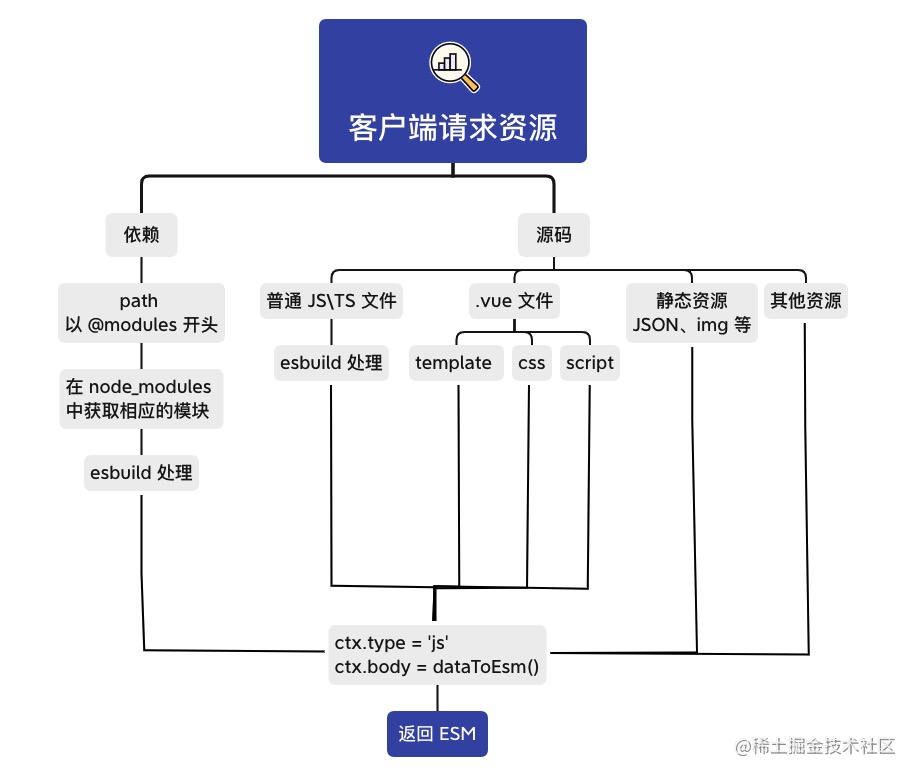 客户端请求资源
依赖
源码
path
以 @modules 开头
普通 JS\TS 文件
.vue 文件
静态资源
JSON、img 等
其他资源
esbuild 处理
template
css
script
在 node_modules
中获取相应的模块
esbuild 处理
ctx.type = 'js'
ctx.body = dataToEsm()
返回 ESM
@稀土掘金技术社区